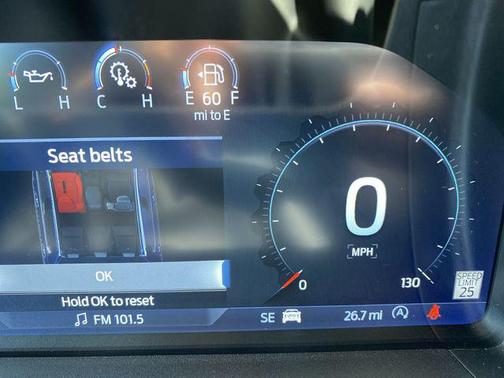 L H
C H
E 60 F
mi to E
Seat belts
OK
Hold OK to reset
FM 101.5
0
MPH
0 130
SPEED
LIMIT
25
SE
26.7 mi
A